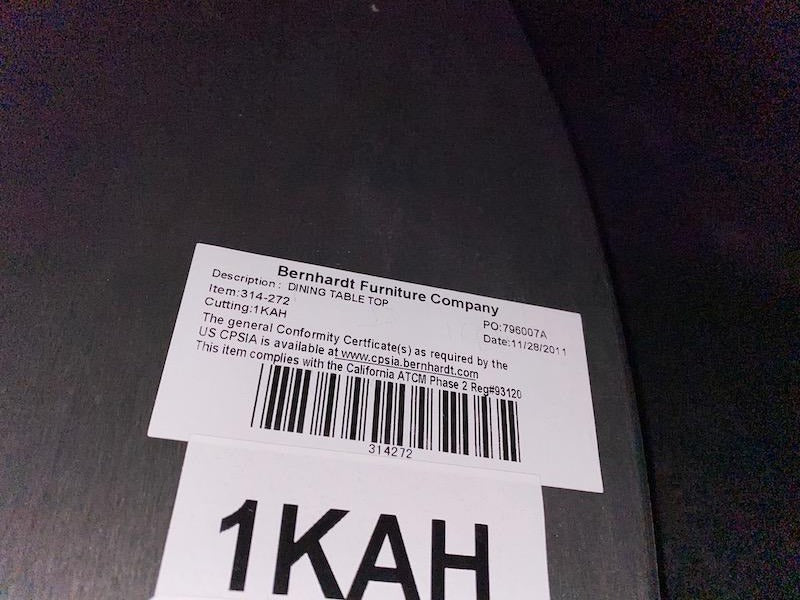 Bernhardt Furniture Company
Description : DINING TABLE TOP
Item:314-272
PO:796007A
Cutting:1KAH
Date:11/28/2011
The general Conformity Certficate(s) as required by the
US CPSIA is available at www.cpsia.bernhardt.com
This item complies with the California ATCM Phase 2 Reg#93120
314272
1KAH